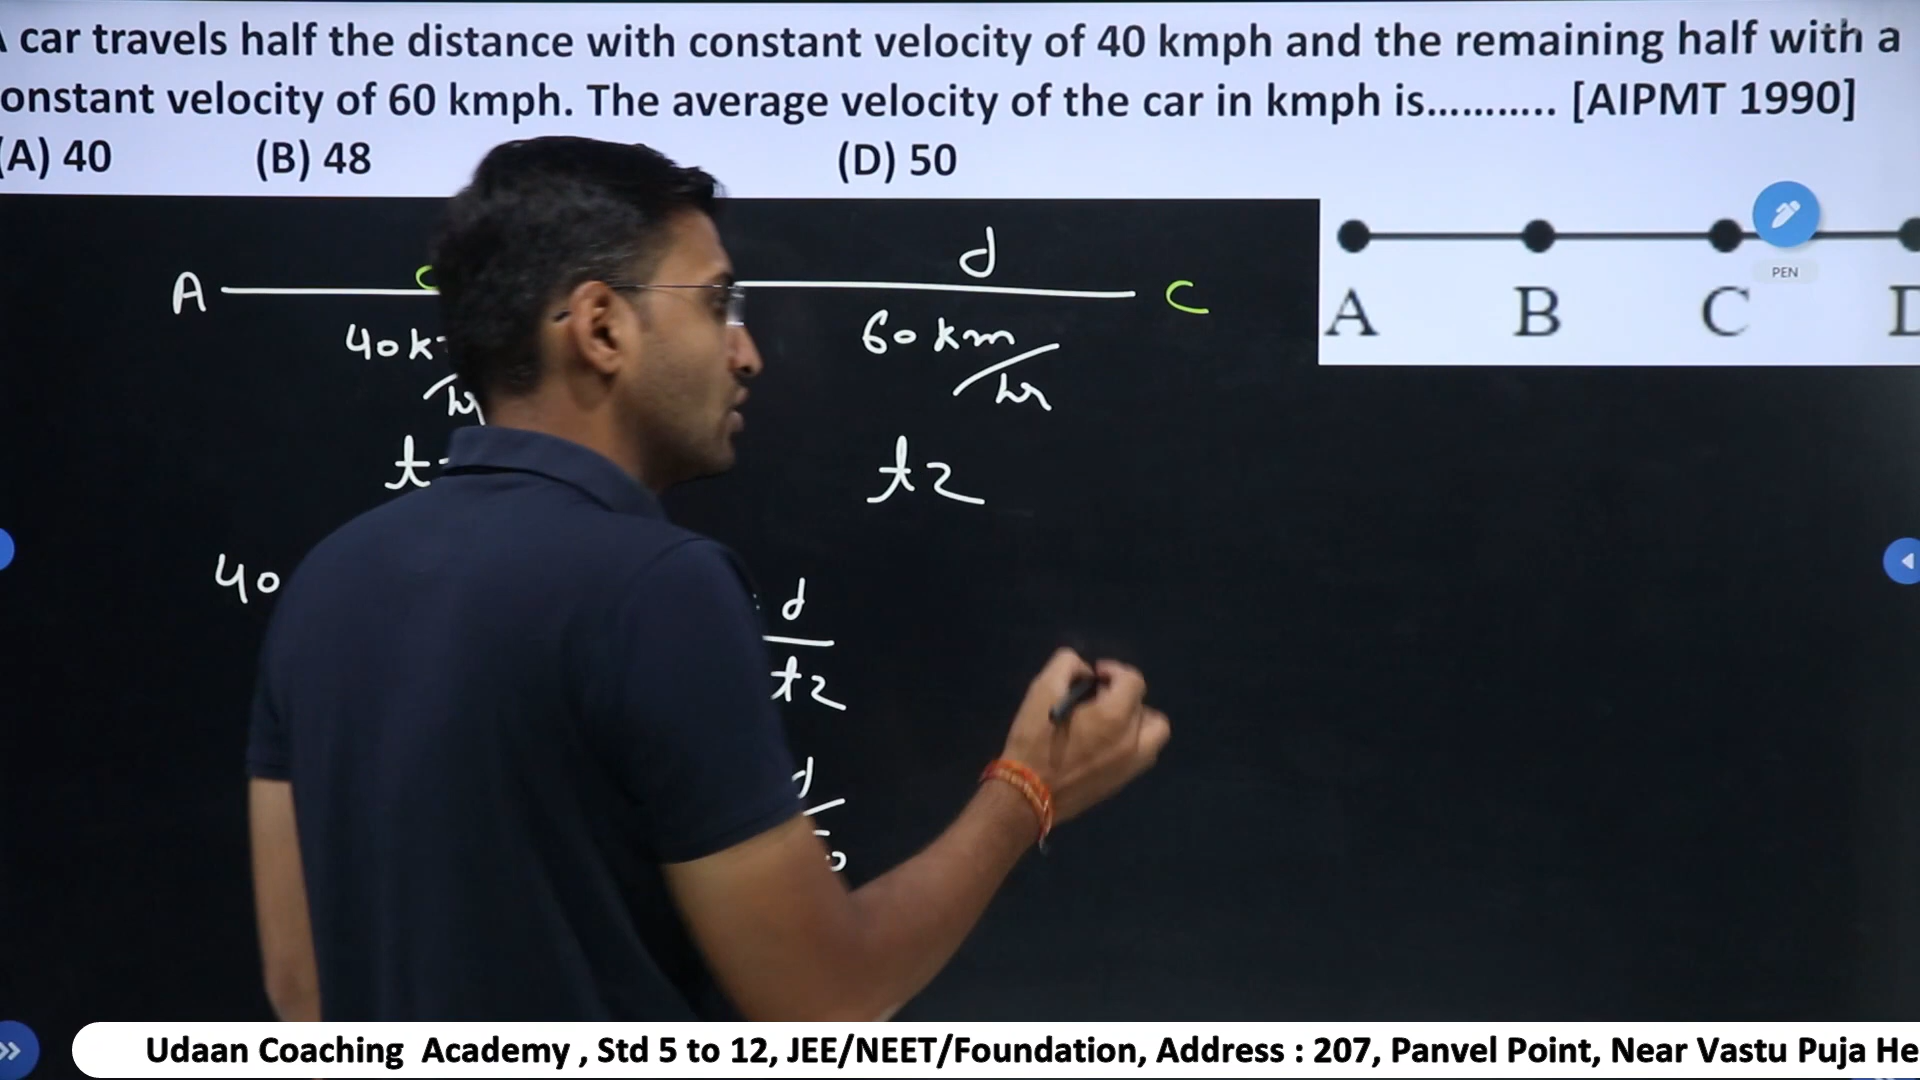 car travels half the distance with constant velocity of 40 kmph and the remaining half with a
onstant velocity of 60 kmph. The average velocity of the car in kmph is........... [AIPMT 1990]
(A) 40 (B) 48 (D) 50
d
A C
40k 60 km
/hr /hr
t t2
PEN
A B C D
40 d
t2
d
Udaan Coaching Academy , Std 5 to 12, JEE/NEET/Foundation, Address : 207, Panvel Point, Near Vastu Puja He